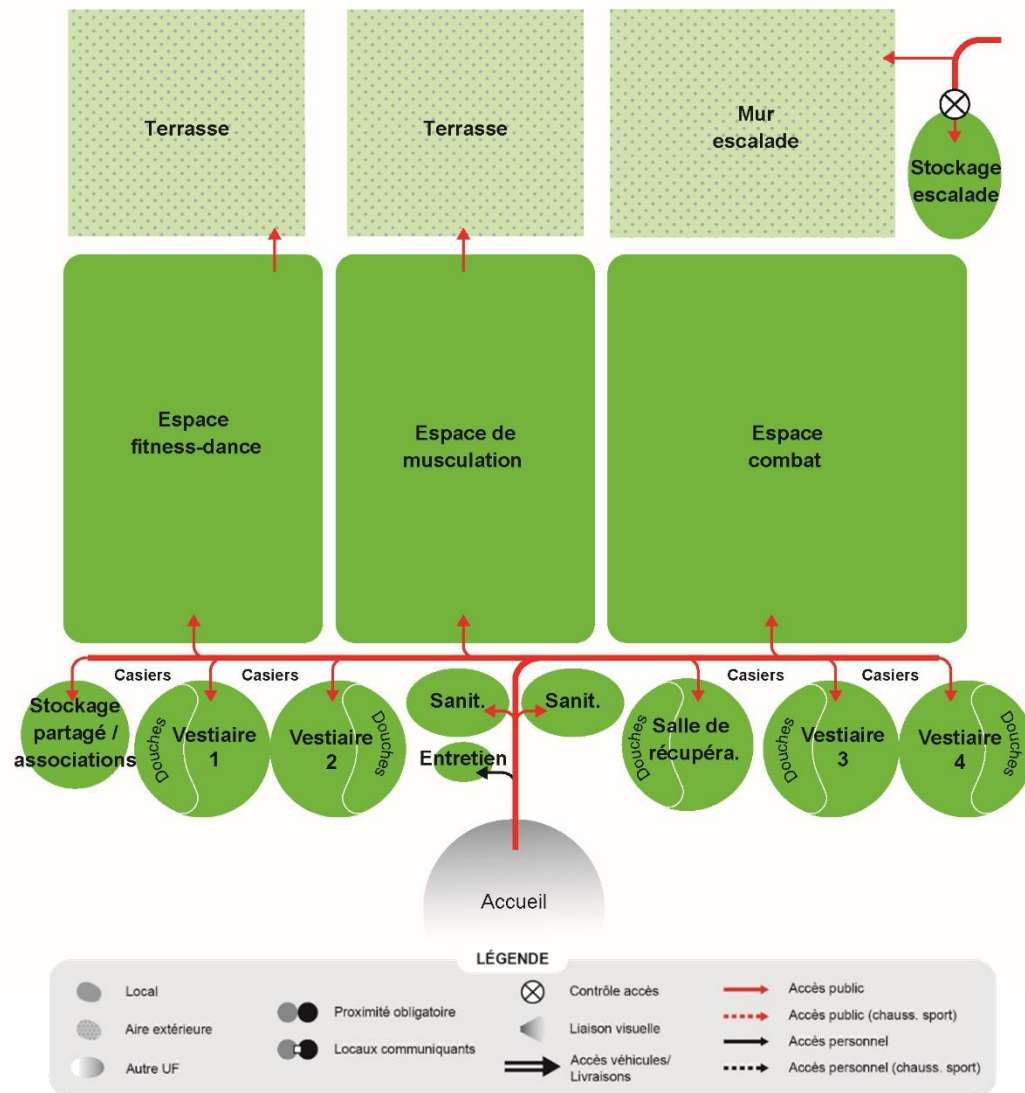 Terrasse
Terrasse
Mur
escalade
Stockage
escalade
Espace
fitness-dance
Espace de
musculation
Espace
combat
Casiers
Casiers
Casiers
Casiers
Stockage
partagé /
associations
Douches
Vestiaire
1
Vestiaire
2
Douches
Sanit.
Sanit.
Entretien
Douches
Salle de
récupéra.
Douches
Vestiaire
3
Vestiaire
4
Douches
Accueil
LÉGENDE
Local
Aire extérieure
Autre UF
Proximité obligatoire
Locaux communiquants
Contrôle accès
Liaison visuelle
Accès véhicules/
Livraisons
Accès public
Accès public (chauss. sport)
Accès personnel
Accès personnel (chauss. sport)